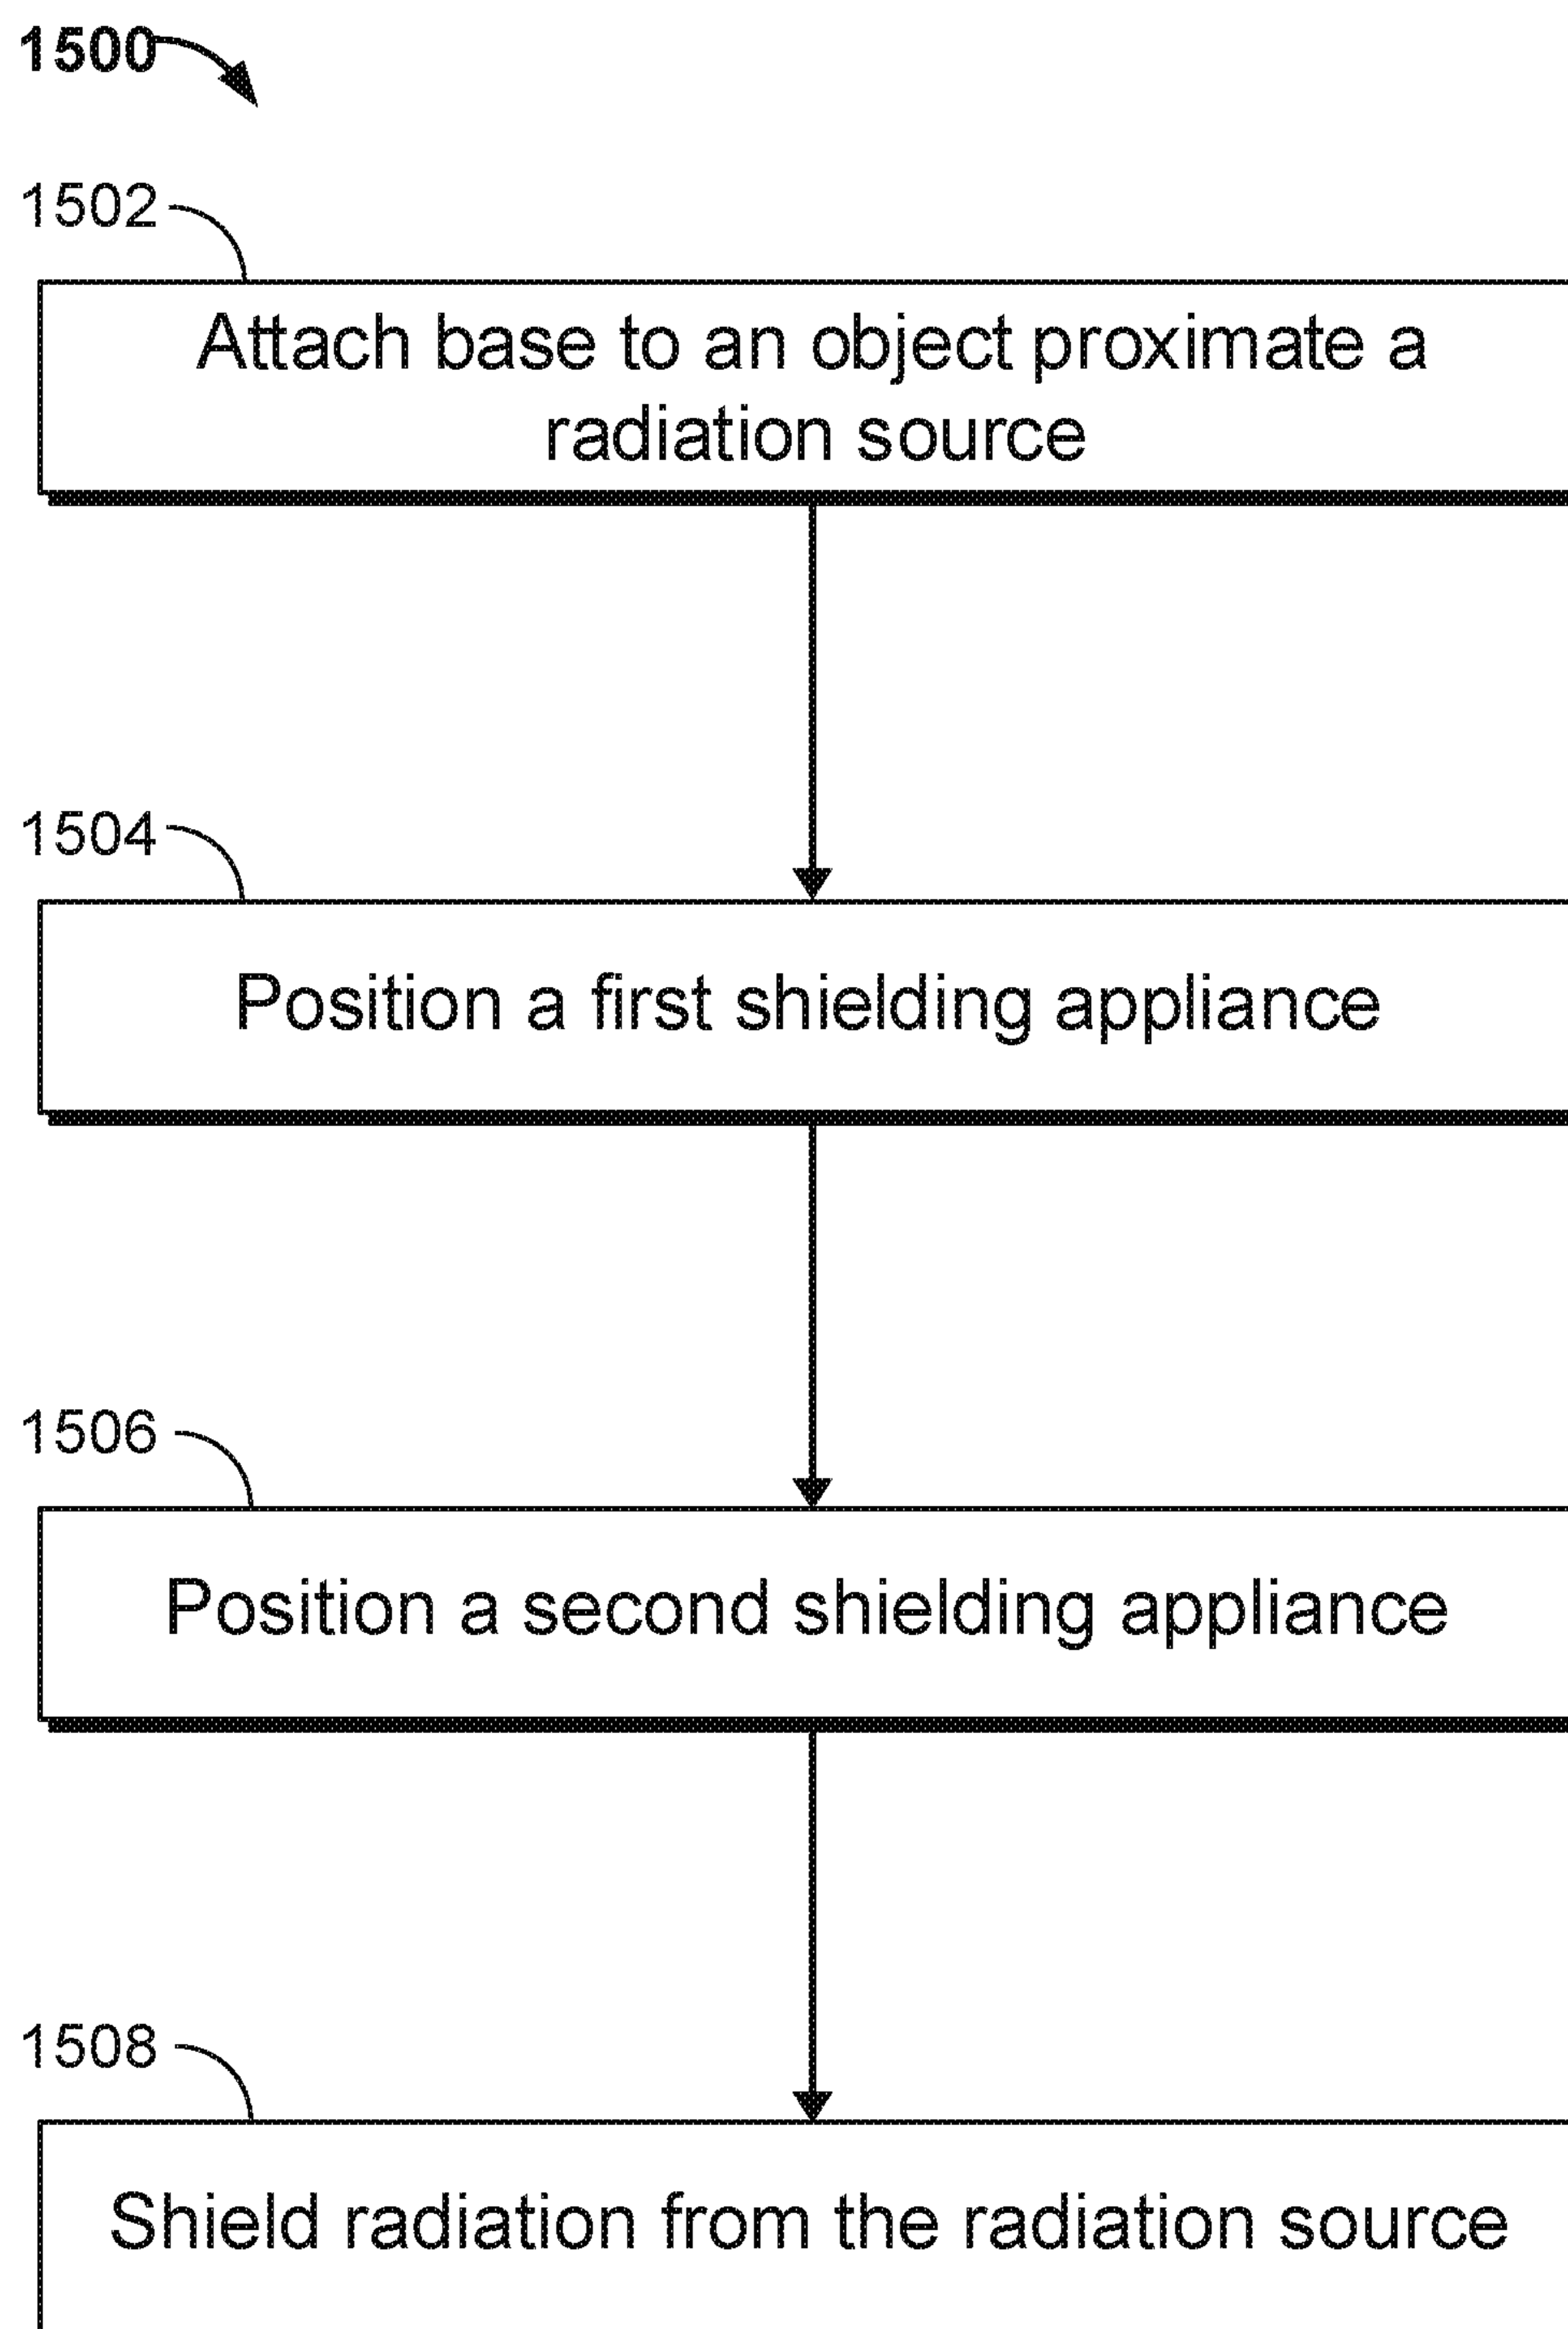 1500
1502
Attach base to an object proximate a
radiation source
1504
Position a first shielding appliance
1506
Position a second shielding appliance
1508
Shield radiation from the radiation source